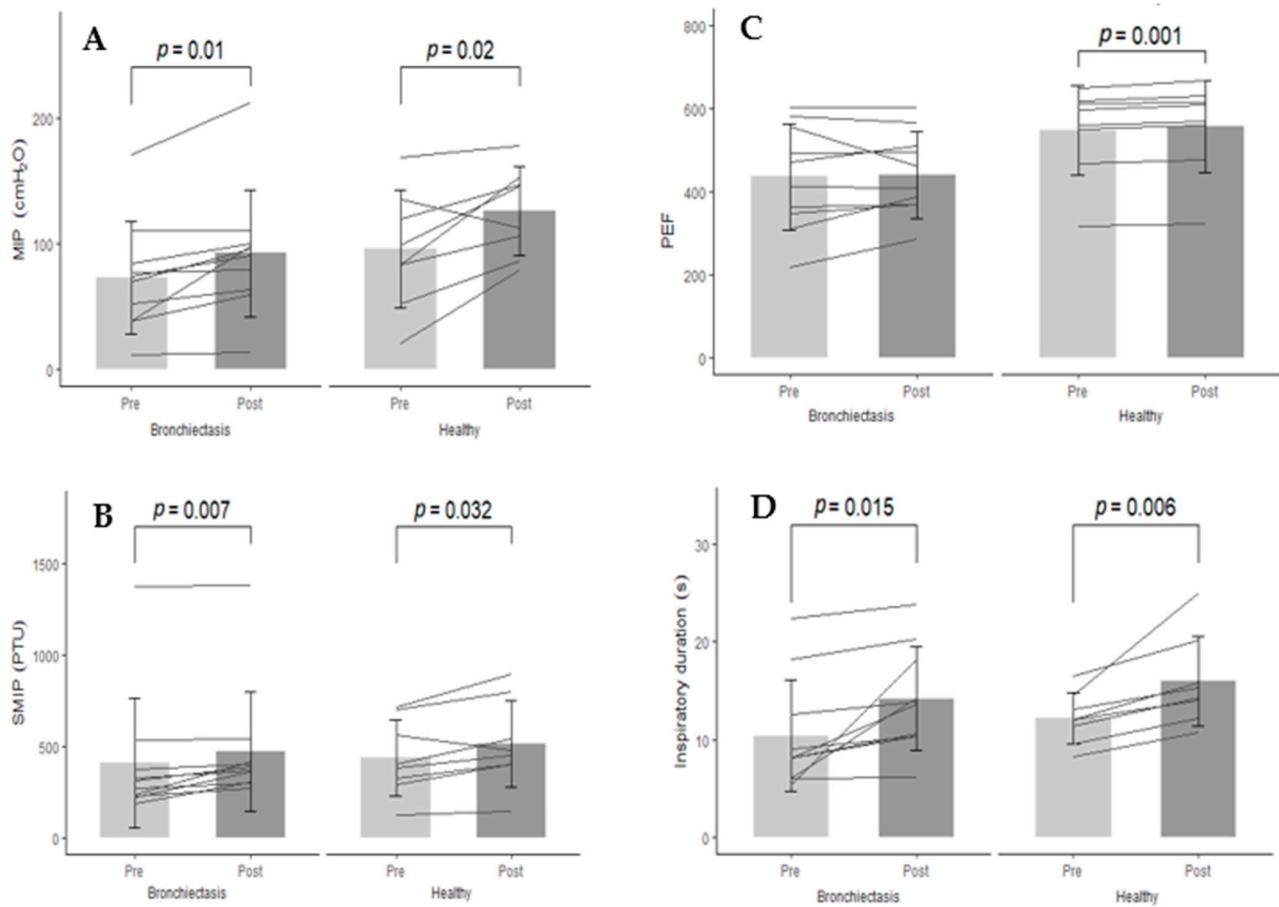 A
p = 0.01
p = 0.02
MIP (cmH₂O)
200
100
0
Pre
Post
Pre
Post
Bronchiectasis
Healthy
C
p = 0.001
PEF
800
600
400
200
0
Pre
Post
Pre
Post
Bronchiectasis
Healthy
B
p = 0.007
p = 0.032
SMIP (PTU)
1500
1000
500
0
Pre
Post
Pre
Post
Bronchiectasis
Healthy
D
p = 0.015
p = 0.006
Inspiratory duration (s)
30
20
10
0
Pre
Post
Pre
Post
Bronchiectasis
Healthy